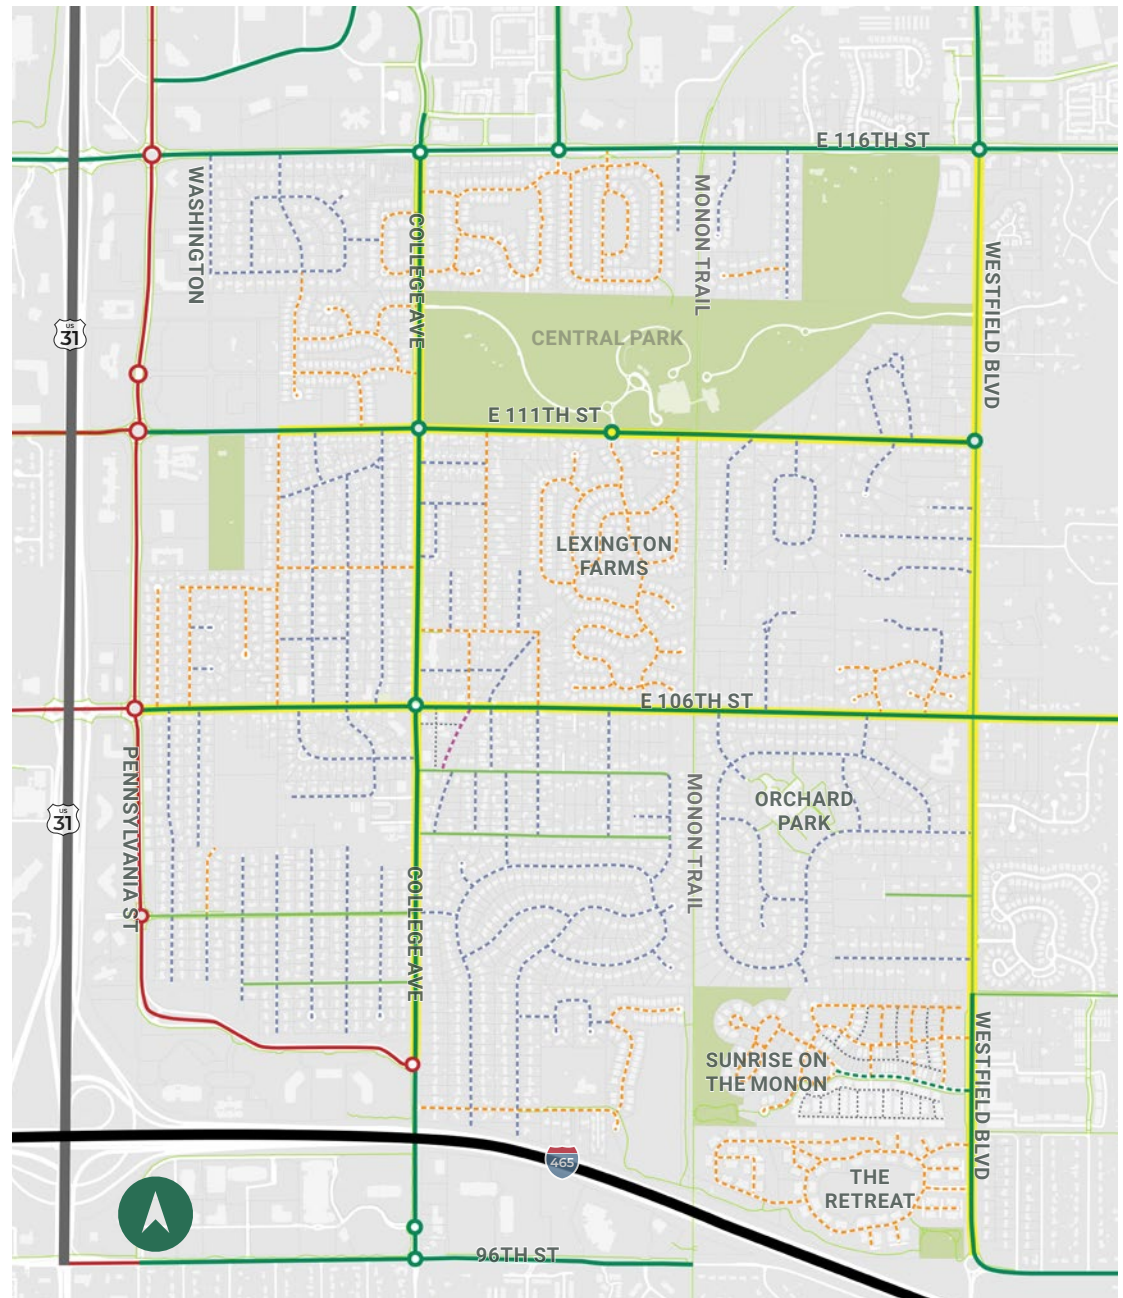 E 116TH ST
WASHINGTON
COLLEGE AVE
MONON TRAIL
WESTFIELD BLVD
US
31
CENTRAL PARK
E 111TH ST
LEXINGTON
FARMS
E 106TH ST
PENNSYLVANIA ST
US
31
MONON TRAIL
ORCHARD
PARK
COLLEGE AVE
WESTFIELD BLVD
SUNRISE ON
THE MONON
465
THE
RETREAT
96TH ST